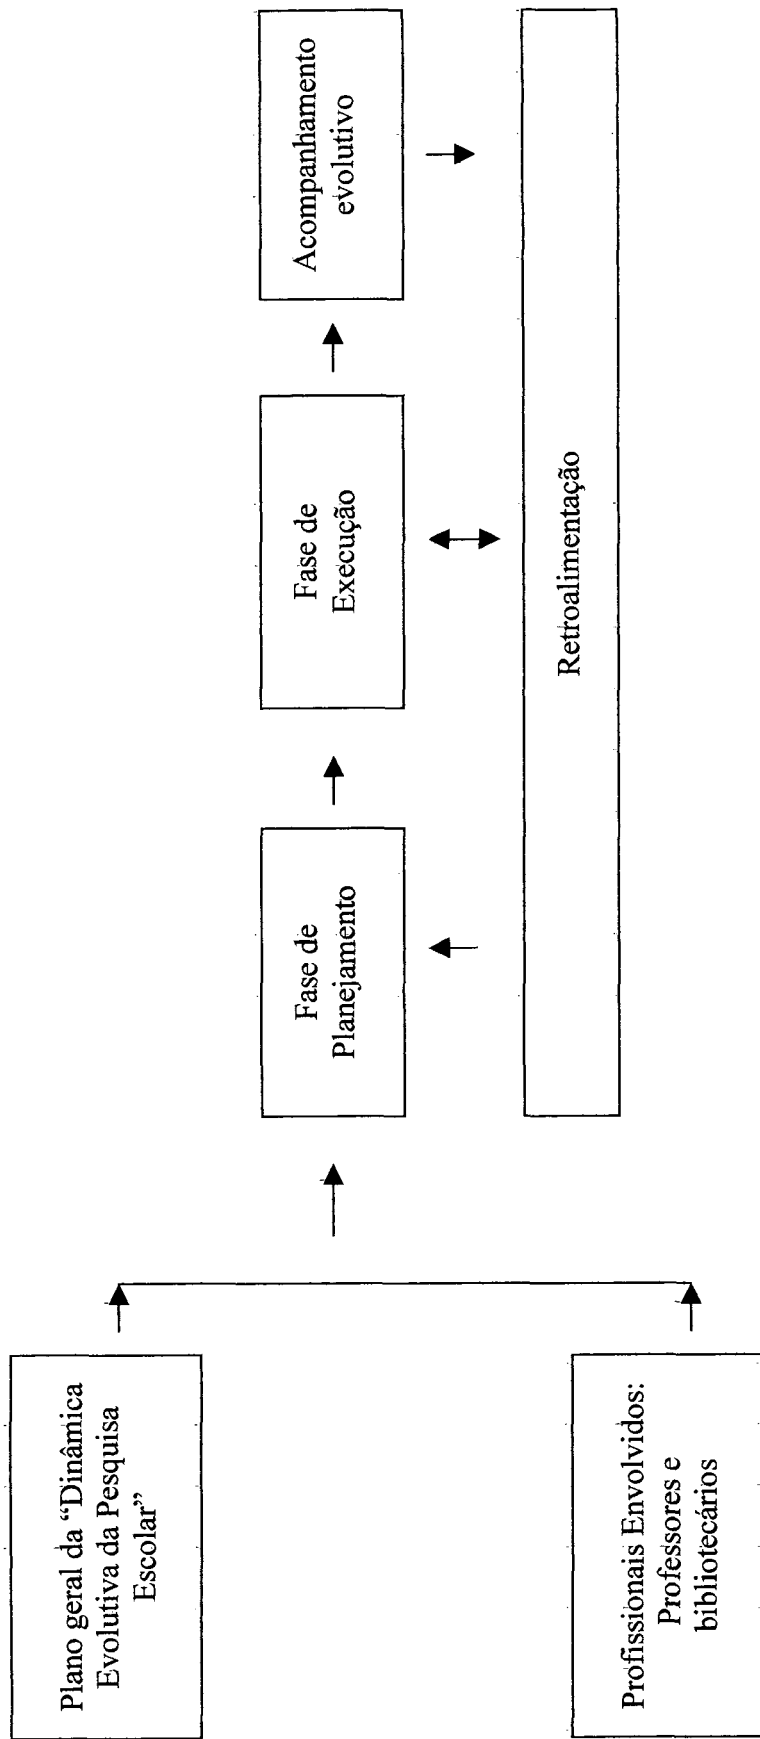 Plano geral da “Dinâmica
Evolutiva da Pesquisa
Escolar”
Profissionais Envolvidos:
Professores e
bibliotecários
Fase de
Planejamento
Fase de
Execução
Acompanhamento
evolutivo
Retroalimentação